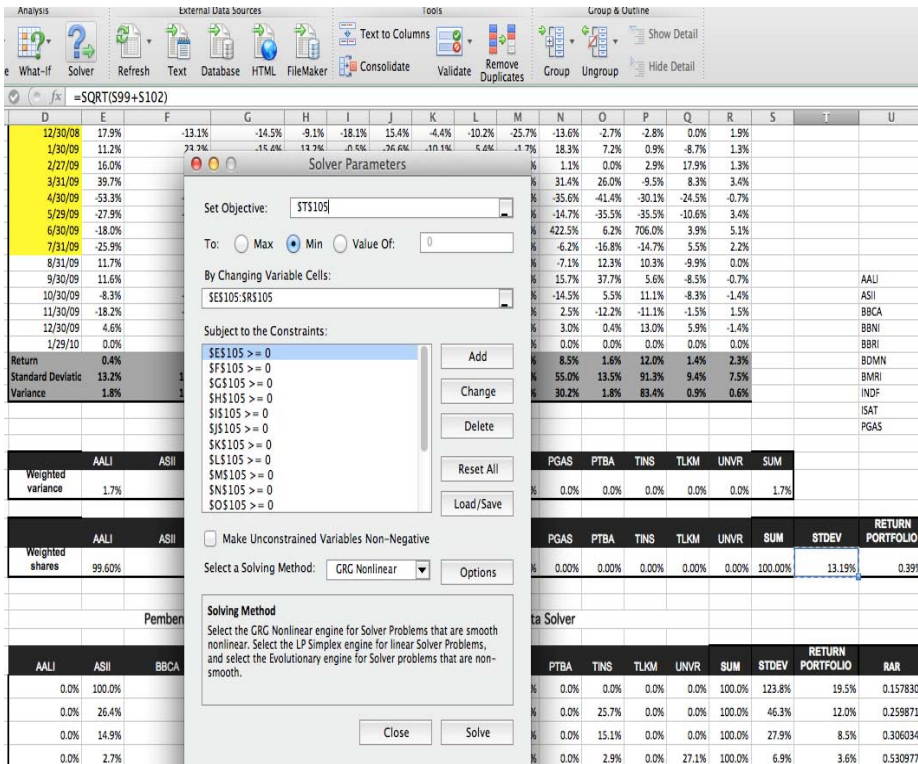 Analysis External Data Sources Tools Group & Outline
Text to Columns Show Detail
Consolidate Hide Detail
e What-If Solver Refresh Text Database HTML FileMaker Validate Remove Duplicates Group Ungroup
fx =SQRT(S99+S102)
D E F G H I J K L M N O P Q R S T U
12/30/08 17.9% -13.1% -14.5% -9.1% -18.1% 15.4% -4.4% -10.2% -25.7% -13.6% -2.7% -2.8% 0.0% 1.9%
1/30/09 11.2% 23.2% -15.4% 13.2% -0.5% -26.6% -10.1% 5.4% -1.7% 18.3% 7.2% 0.9% -8.7% 1.3%
2/27/09 16.0% % 1.1% 0.0% 2.9% 17.9% 1.3%
3/31/09 39.7% % 31.4% 26.0% -9.5% 8.3% 3.4%
4/30/09 -53.3% % -35.6% -41.4% -30.1% -24.5% -0.7%
5/29/09 -27.9% % -14.7% -35.5% -35.5% -10.6% 3.4%
6/30/09 -18.0% % 422.5% 6.2% 706.0% 3.9% 5.1%
7/31/09 -25.9% % -6.2% -16.8% -14.7% 5.5% 2.2%
8/31/09 11.7% % -7.1% 12.3% 10.3% -9.9% 0.0%
9/30/09 11.6% % 15.7% 37.7% 5.6% -8.5% -0.7% AALI
10/30/09 -8.3% % -14.5% 5.5% 11.1% -8.3% -1.4% ASII
11/30/09 -18.2% % 2.5% -12.2% -11.1% -1.5% 1.5% BBCA
12/30/09 4.6% % 3.0% 0.4% 13.0% 5.9% -1.4% BBNI
1/29/10 0.0% % 0.0% 0.0% 0.0% 0.0% 0.0% BBRI
Return 0.4% % 8.5% 1.6% 12.0% 1.4% 2.3% BDMN
Standard Deviatic 13.2% 1 % 55.0% 13.5% 91.3% 9.4% 7.5% BMRI
Variance 1.8% 1 % 30.2% 1.8% 83.4% 0.9% 0.6% INDF
ISAT
PGAS
AALI ASII PGAS PTBA TINS TLKM UNVR SUM
Weighted variance 1.7% % 0.0% 0.0% 0.0% 0.0% 0.0% 1.7%
AALI ASII PGAS PTBA TINS TLKM UNVR SUM STDEV RETURN PORTFOLIO
Weighted shares 99.60% % 0.00% 0.00% 0.00% 0.00% 0.00% 100.00% 13.19% 0.39
Pemben ta Solver
AALI ASII BBCA PTBA TINS TLKM UNVR SUM STDEV RETURN PORTFOLIO RAR
0.0% 100.0% % 0.0% 0.0% 0.0% 0.0% 100.0% 123.8% 19.5% 0.157830
0.0% 26.4% % 0.0% 25.7% 0.0% 0.0% 100.0% 46.3% 12.0% 0.259871
0.0% 14.9% % 0.0% 15.1% 0.0% 0.0% 100.0% 27.9% 8.5% 0.306034
0.0% 2.7% % 0.0% 2.9% 0.0% 27.1% 100.0% 6.9% 3.6% 0.530977
Solver Parameters
Set Objective: $T$105
To: Max Min Value Of: 0
By Changing Variable Cells:
$E$105:$R$105
Subject to the Constraints:
$E$105 >= 0
$F$105 >= 0
$G$105 >= 0
$H$105 >= 0
$I$105 >= 0
$J$105 >= 0
$K$105 >= 0
$L$105 >= 0
$M$105 >= 0
$N$105 >= 0
$O$105 >= 0
Add
Change
Delete
Reset All
Load/Save
Make Unconstrained Variables Non-Negative
Select a Solving Method: GRG Nonlinear Options
Solving Method
Select the GRG Nonlinear engine for Solver Problems that are smooth
nonlinear. Select the LP Simplex engine for linear Solver Problems,
and select the Evolutionary engine for Solver problems that are non-
smooth.
Close Solve